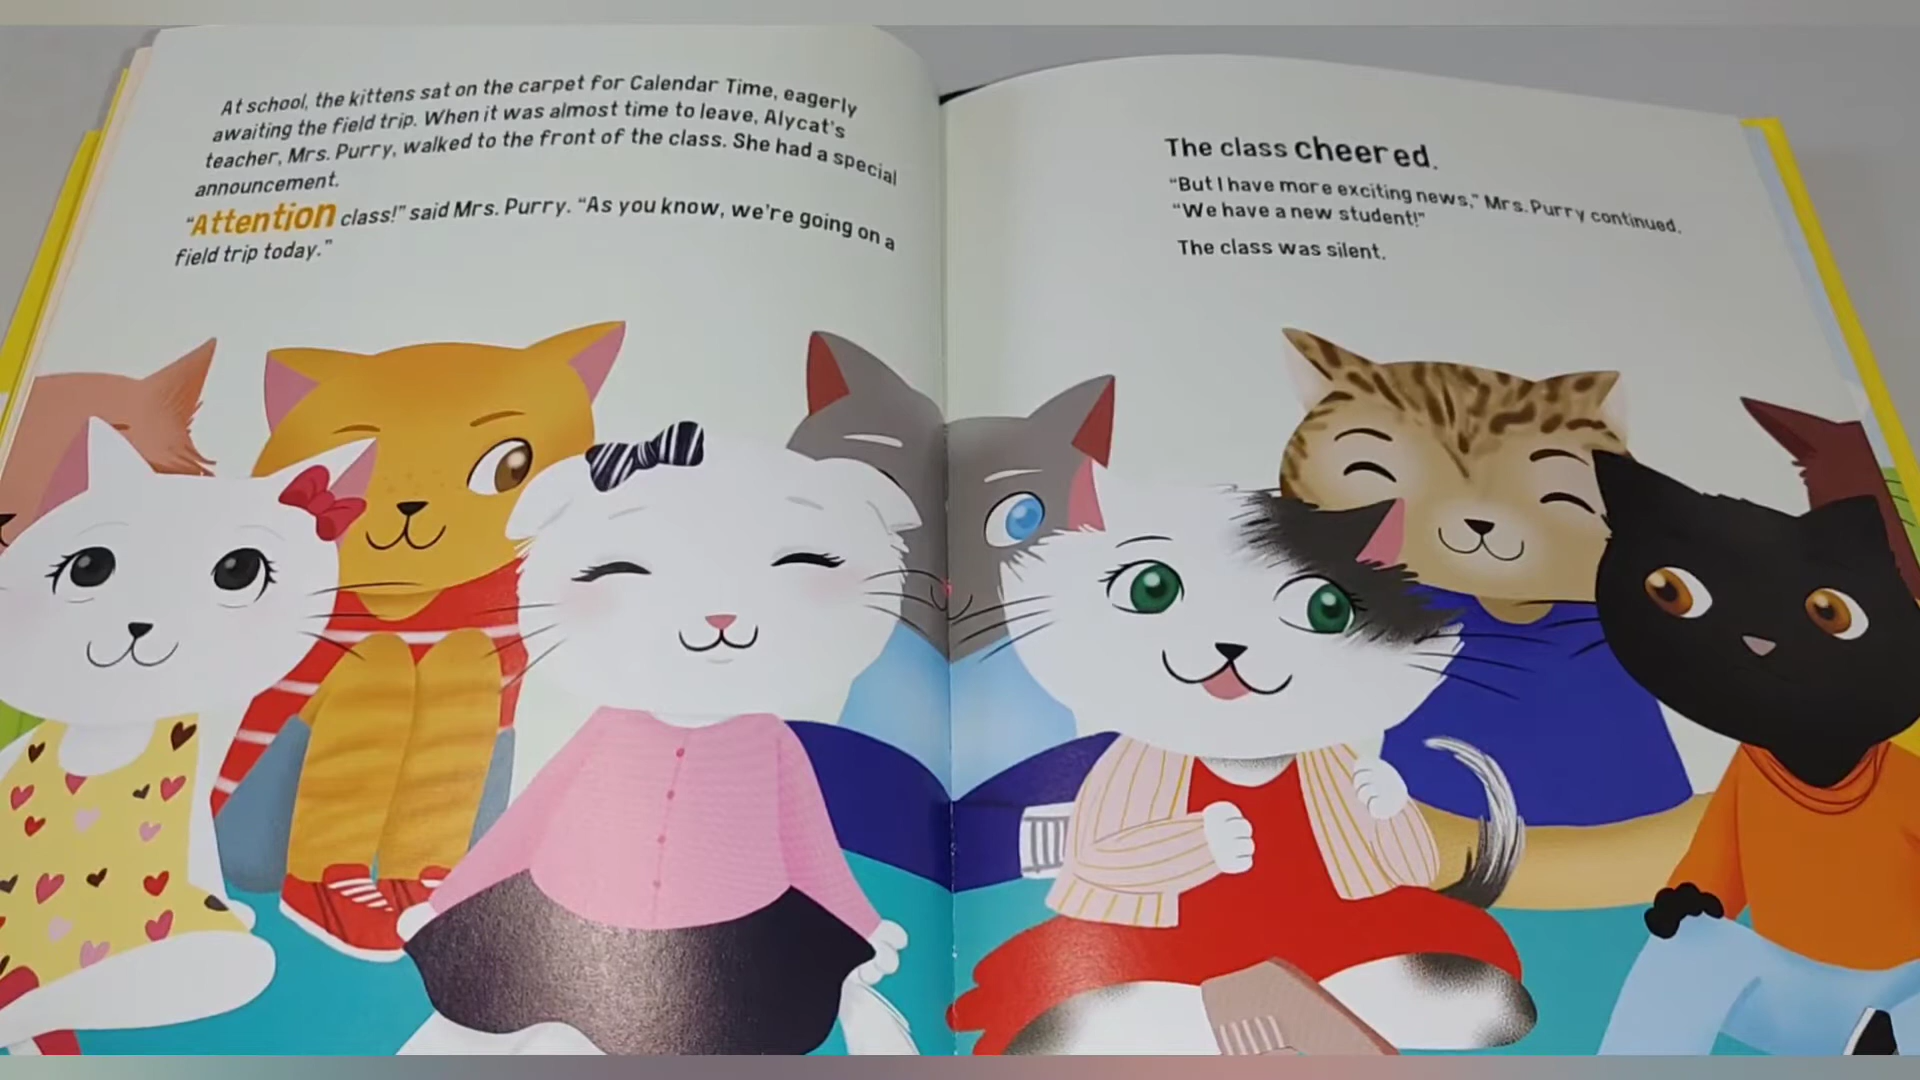 At school, the kittens sat on the carpet for Calendar Time, eagerly
awaiting the field trip. When it was almost time to leave, Alycat's
teacher, Mrs. Purry, walked to the front of the class. She had a special
announcement.
“Attention class!” said Mrs. Purry. “As you know, we're going on a
field trip today.”
The class cheered.
“But I have more exciting news,” Mrs. Purry continued.
“We have a new student!”
The class was silent.